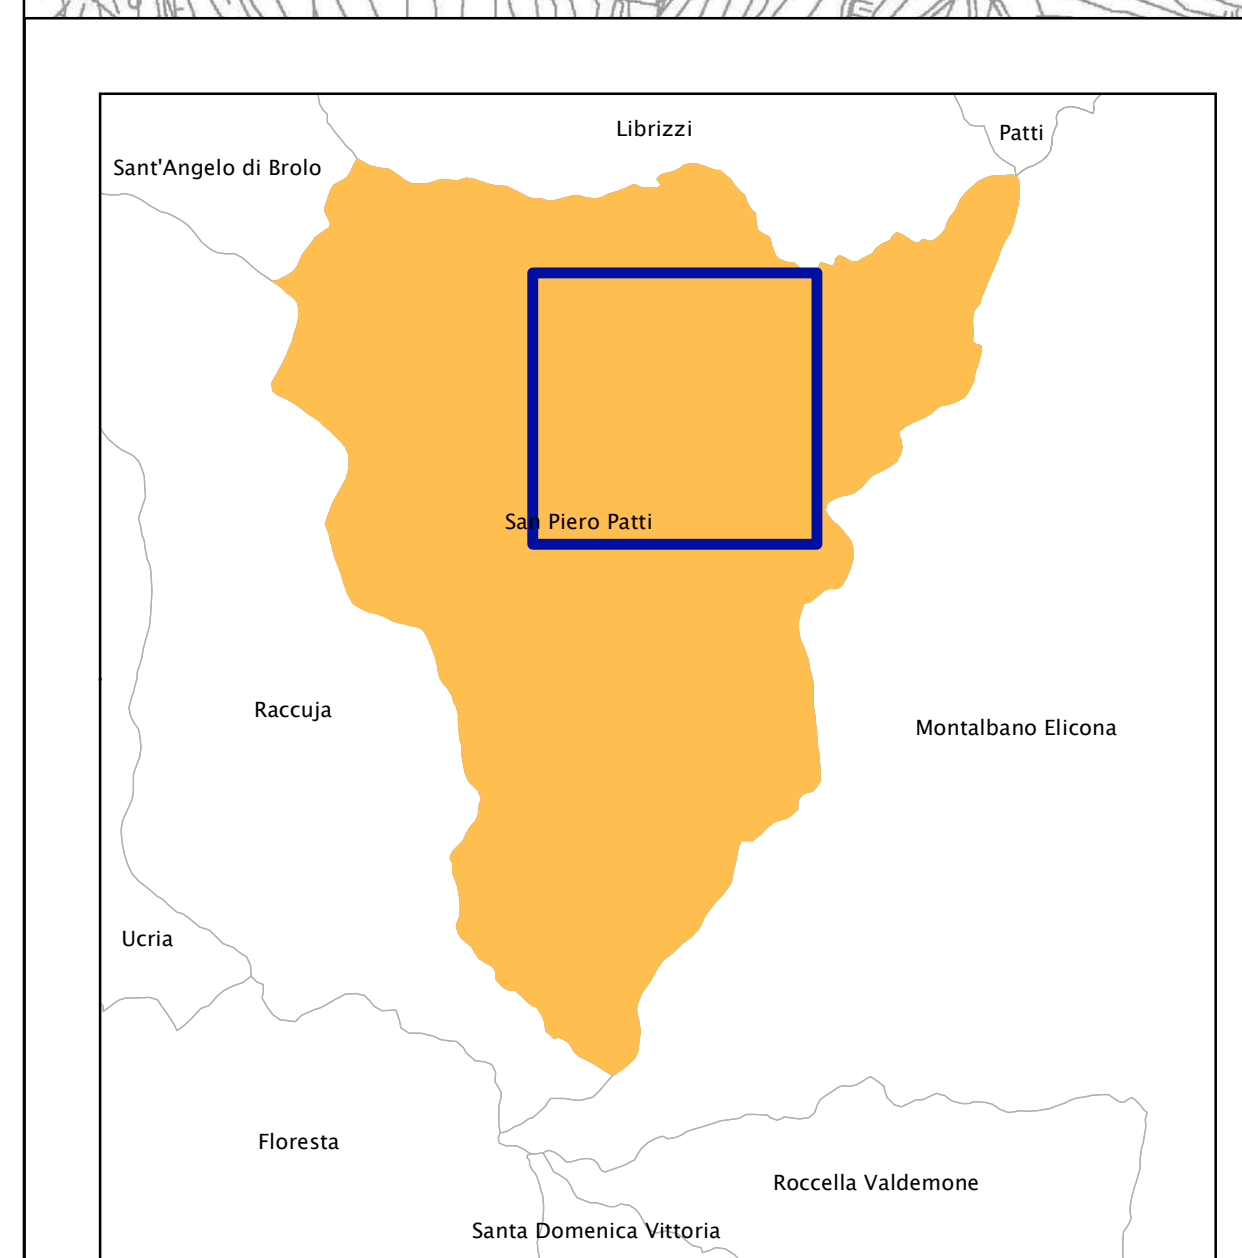 Librizzi
Patti
Sant'Angelo di Brolo
San Piero Patti
Raccuja
Montalbano Elicona
Ucria
Floresta
Roccella Valdemone
Santa Domenica Vittoria